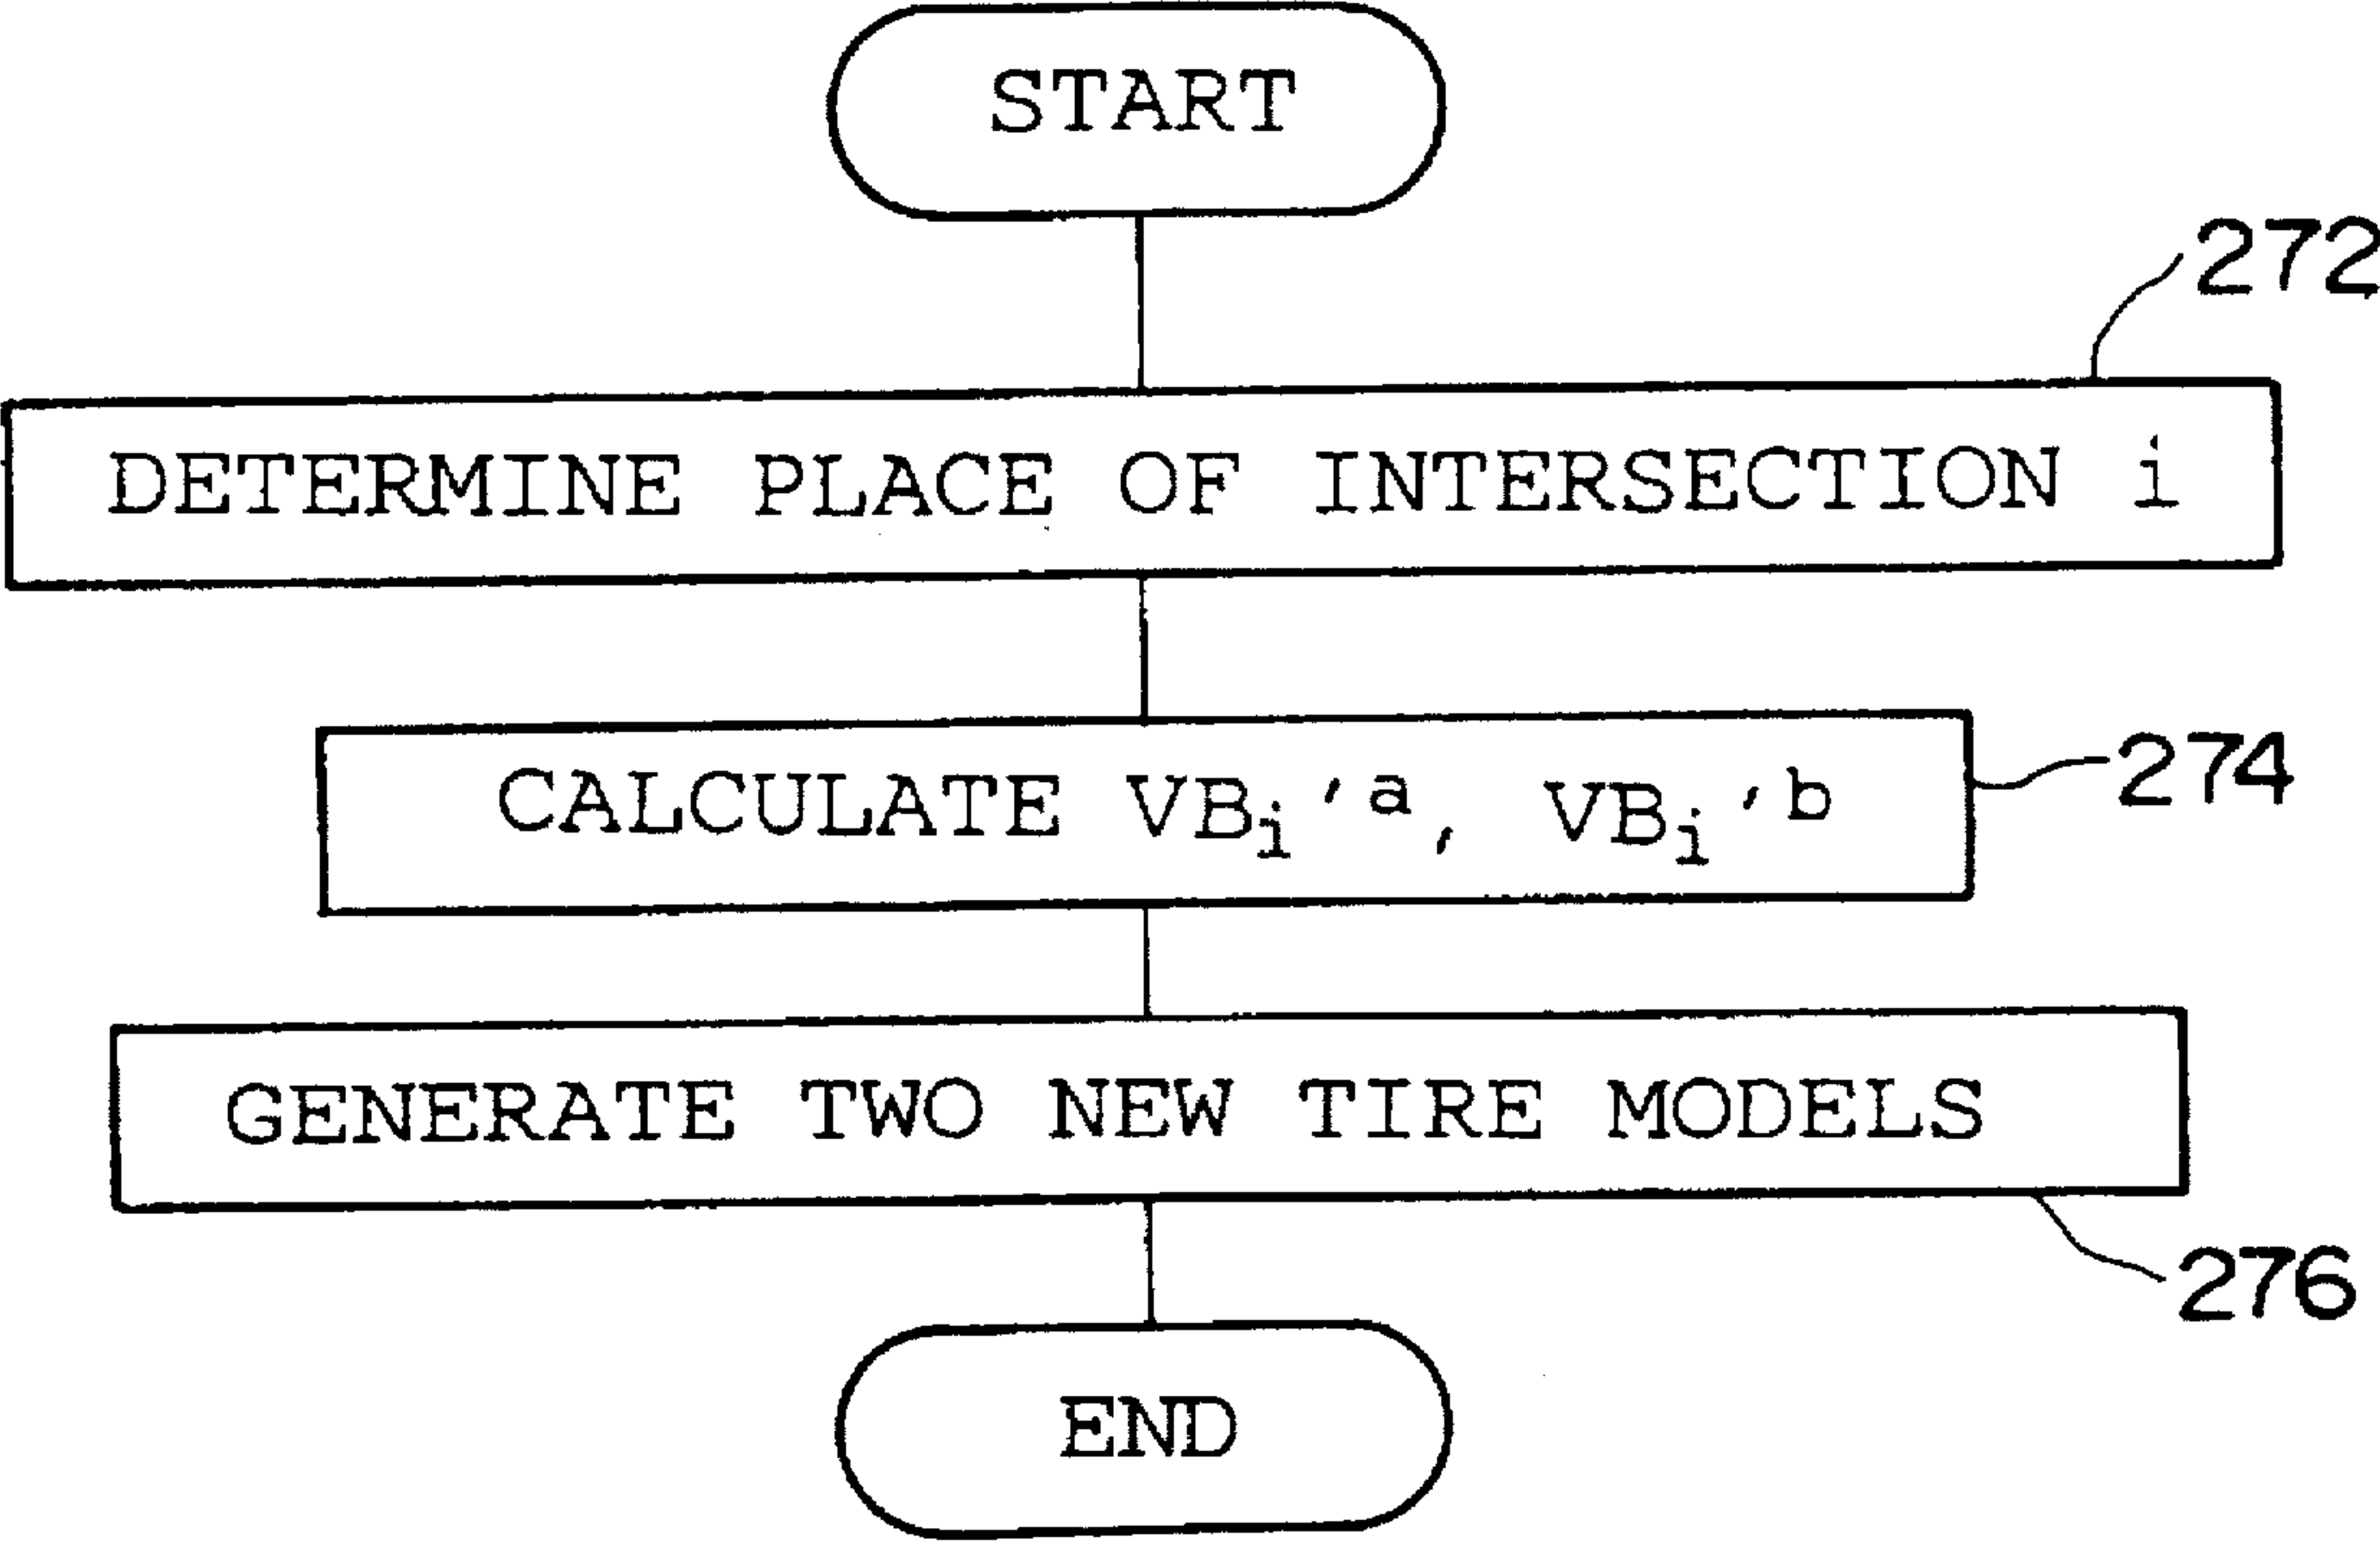 START
272
DETERMINE PLACE OF INTERSECTION i
CALCULATE VBi'a, VBi'b
274
GENERATE TWO NEW TIRE MODELS
276
END